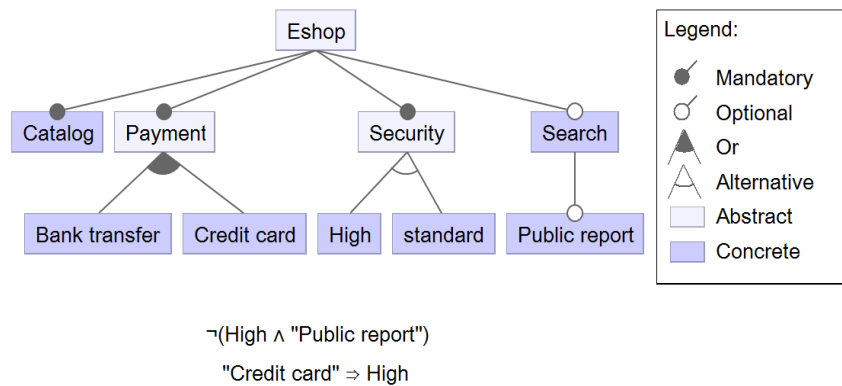 Eshop
Legend:
Mandatory
Optional
Or
Alternative
Abstract
Concrete
Catalog Payment Security Search
Bank transfer Credit card High standard Public report
¬(High ∧ "Public report")
"Credit card" ⇒ High